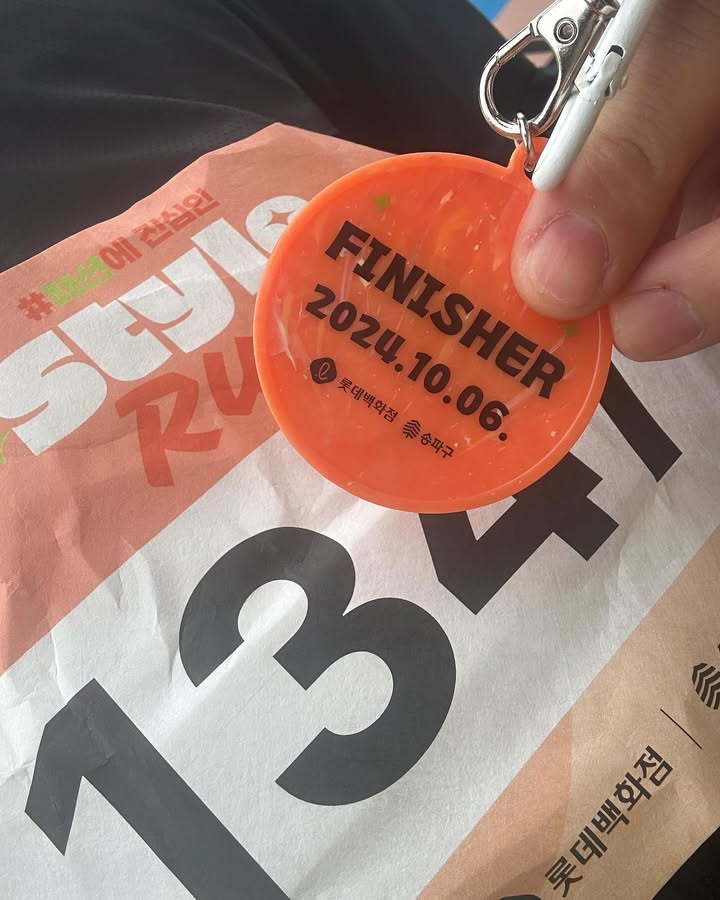 #패션에 진심인
Style
Ru
134
롯데백화점
FINISHER
2024.10.06.
롯데백화점 송파구